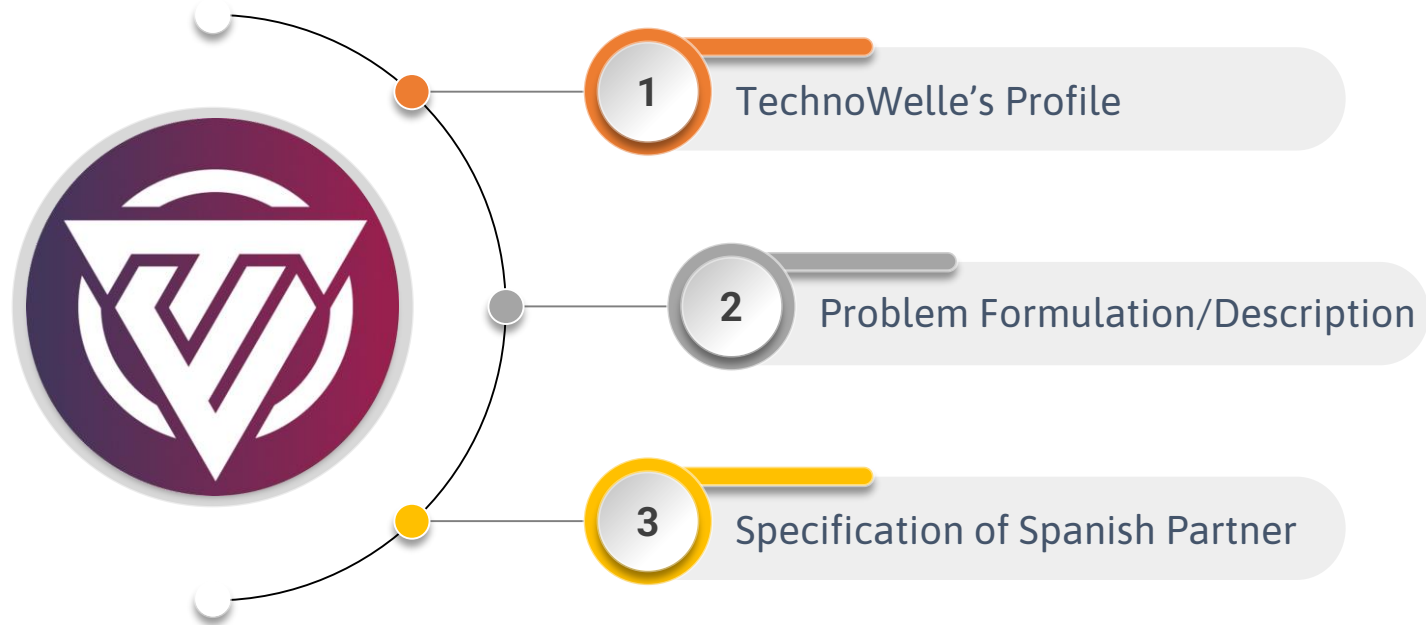 1
TechnoWelle’s Profile
2
Problem Formulation/Description
3
Specification of Spanish Partner